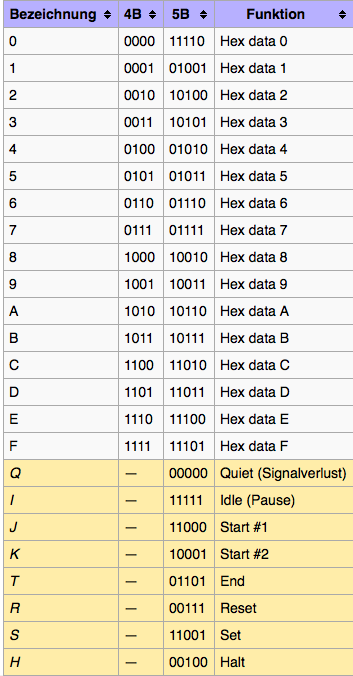 Bezeichnung 4B 5B Funktion
0 0000 11110 Hex data 0
1 0001 01001 Hex data 1
2 0010 10100 Hex data 2
3 0011 10101 Hex data 3
4 0100 01010 Hex data 4
5 0101 01011 Hex data 5
6 0110 01110 Hex data 6
7 0111 01111 Hex data 7
8 1000 10010 Hex data 8
9 1001 10011 Hex data 9
A 1010 10110 Hex data A
B 1011 10111 Hex data B
C 1100 11010 Hex data C
D 1101 11011 Hex data D
E 1110 11100 Hex data E
F 1111 11101 Hex data F
Q — 00000 Quiet (Signalverlust)
I — 11111 Idle (Pause)
J — 11000 Start #1
K — 10001 Start #2
T — 01101 End
R — 00111 Reset
S — 11001 Set
H — 00100 Halt